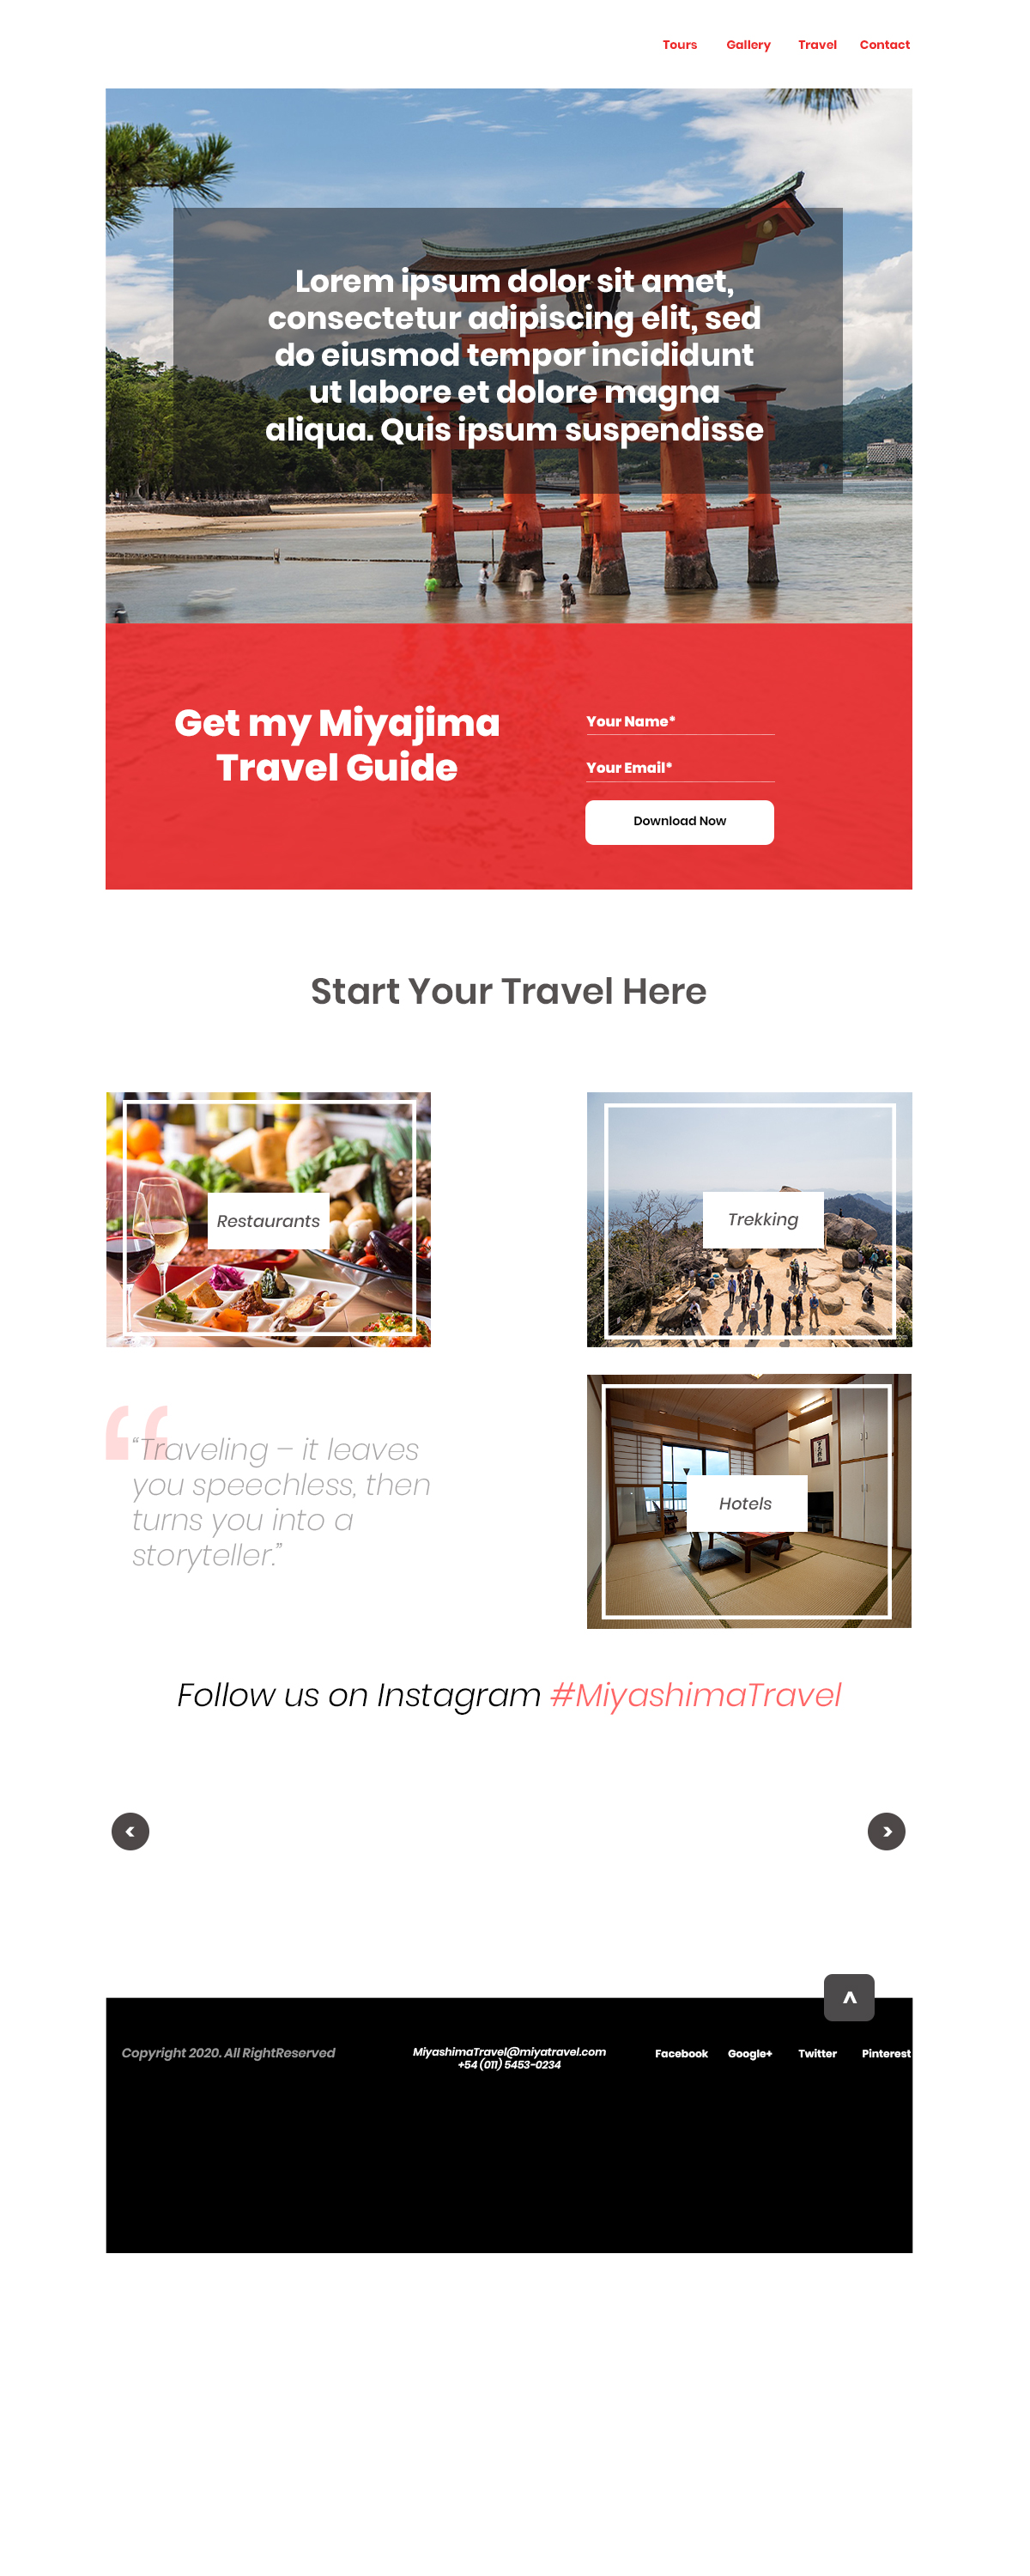 Tours Gallery Travel Contact
Lorem ipsum dolor sit amet,
consectetur adipiscing elit, sed
do eiusmod tempor incididunt
ut labore et dolore magna
aliqua. Quis ipsum suspendisse
Get my Miyajima
Travel Guide
Your Name*
Your Email*
Download Now
Start Your Travel Here
Restaurants
Trekking
“Traveling – it leaves
you speechless, then
turns you into a
storyteller.”
Hotels
Follow us on Instagram #MiyashimaTravel
<
>
^
Copyright 2020. All RightReserved
MiyashimaTravel@miyatravel.com
+54 (011) 5453-0234
Facebook Google+ Twitter Pinterest